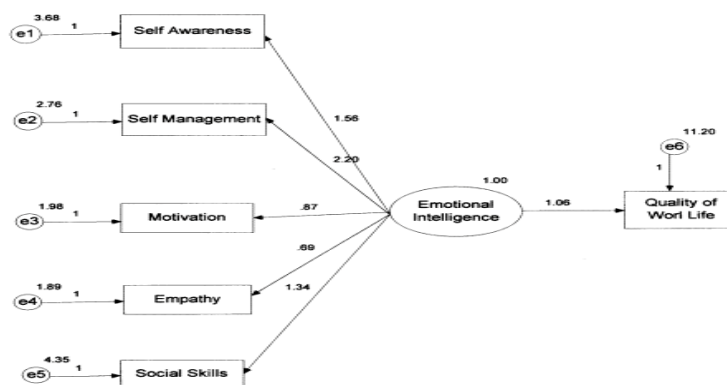 3.68
e1
1
Self Awareness
2.76
e2
1
Self Management
1.56
2.20
11.20
e6
1
1.98
e3
1
Motivation
.87
1.00
Emotional
Intelligence
1.06
Quality of
Worl Life
.69
1.89
e4
1
Empathy
1.34
4.35
e5
1
Social Skills